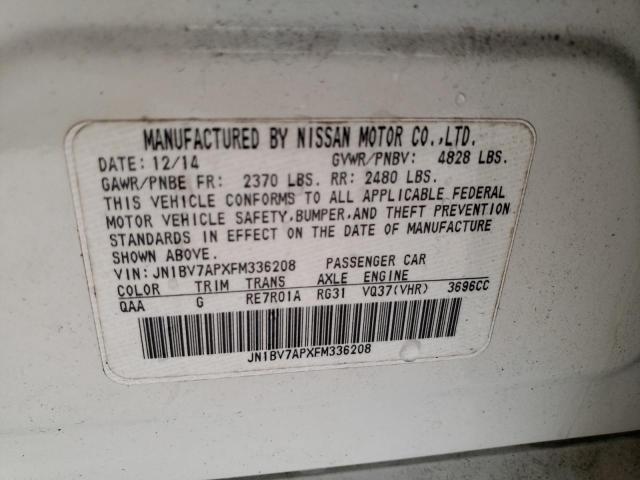 MANUFACTURED BY NISSAN MOTOR CO.,LTD.
DATE: 12/14 GVWR/PNBV: 4828 LBS.
GAWR/PNBE FR: 2370 LBS. RR: 2480 LBS.
THIS VEHICLE CONFORMS TO ALL APPLICABLE FEDERAL
MOTOR VEHICLE SAFETY, BUMPER, AND THEFT PREVENTION
STANDARDS IN EFFECT ON THE DATE OF MANUFACTURE
SHOWN ABOVE.
VIN: JN1BV7APXFM336208 PASSENGER CAR
COLOR TRIM TRANS AXLE ENGINE
QAA G RE7R01A RG31 VQ37(VHR) 3696CC
JN1BV7APXFM336208